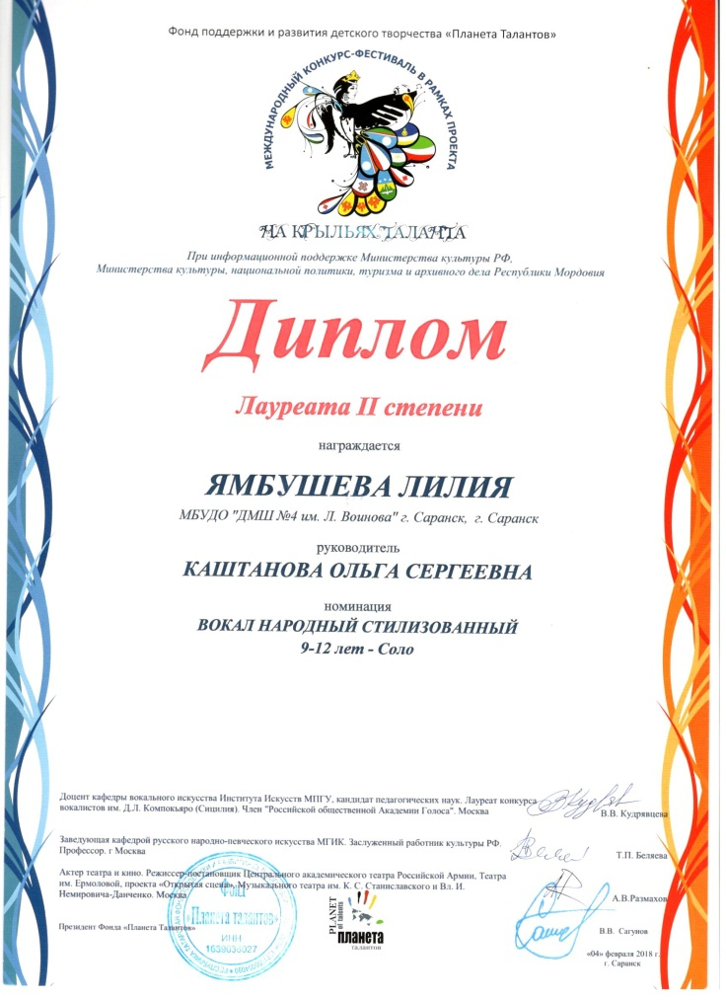 Фонд поддержки и развития детского творчества «Планета Талантов»
МЕЖДУНАРОДНЫЙ КОНКУРС-ФЕСТИВАЛЬ В РАМКАХ ПРОЕКТА
НА КРЫЛЬЯХ ТАЛАНТА
При информационной поддержке Министерства культуры РФ,
Министерства культуры, национальной политики, туризма и архивного дела Республики Мордовия
Диплом
Лауреата II степени
награждается
ЯМБУШЕВА ЛИЛИЯ
МБУДО "ДМШ №4 им. Л. Воинова" г. Саранск, г. Саранск
руководитель
КАШТАНОВА ОЛЬГА СЕРГЕЕВНА
номинация
ВОКАЛ НАРОДНЫЙ СТИЛИЗОВАННЫЙ
9-12 лет - Соло
Доцент кафедры вокального искусства Института Искусств МПГУ, кандидат педагогических наук. Лауреат конкурса
вокалистов им. Д.Л. Компокьяро (Сицилия). Член "Российской общественной Академии Голоса". Москва
В.В. Кудрявцева
Заведующая кафедрой русского народно-певческого искусства МГИК. Заслуженный работник культуры РФ.
Профессор. г Москва
Т.П. Беляева
Актер театра и кино. Режиссер-постановщик Центрального академического театра Российской Армии, Театра
им. Ермоловой, проекта «Открытая сцена», Музыкального театра им. К. С. Станиславского и Вл. И.
Немировича-Данченко. Москва
А.В.Размахов
Президент Фонда «Планета Талантов»
В.В. Сагунов
Фонд
«Планета талантов»
ИНН
PLANET
of talents
планета
талантов
«04» февраля 2018 г.
г. Саранск